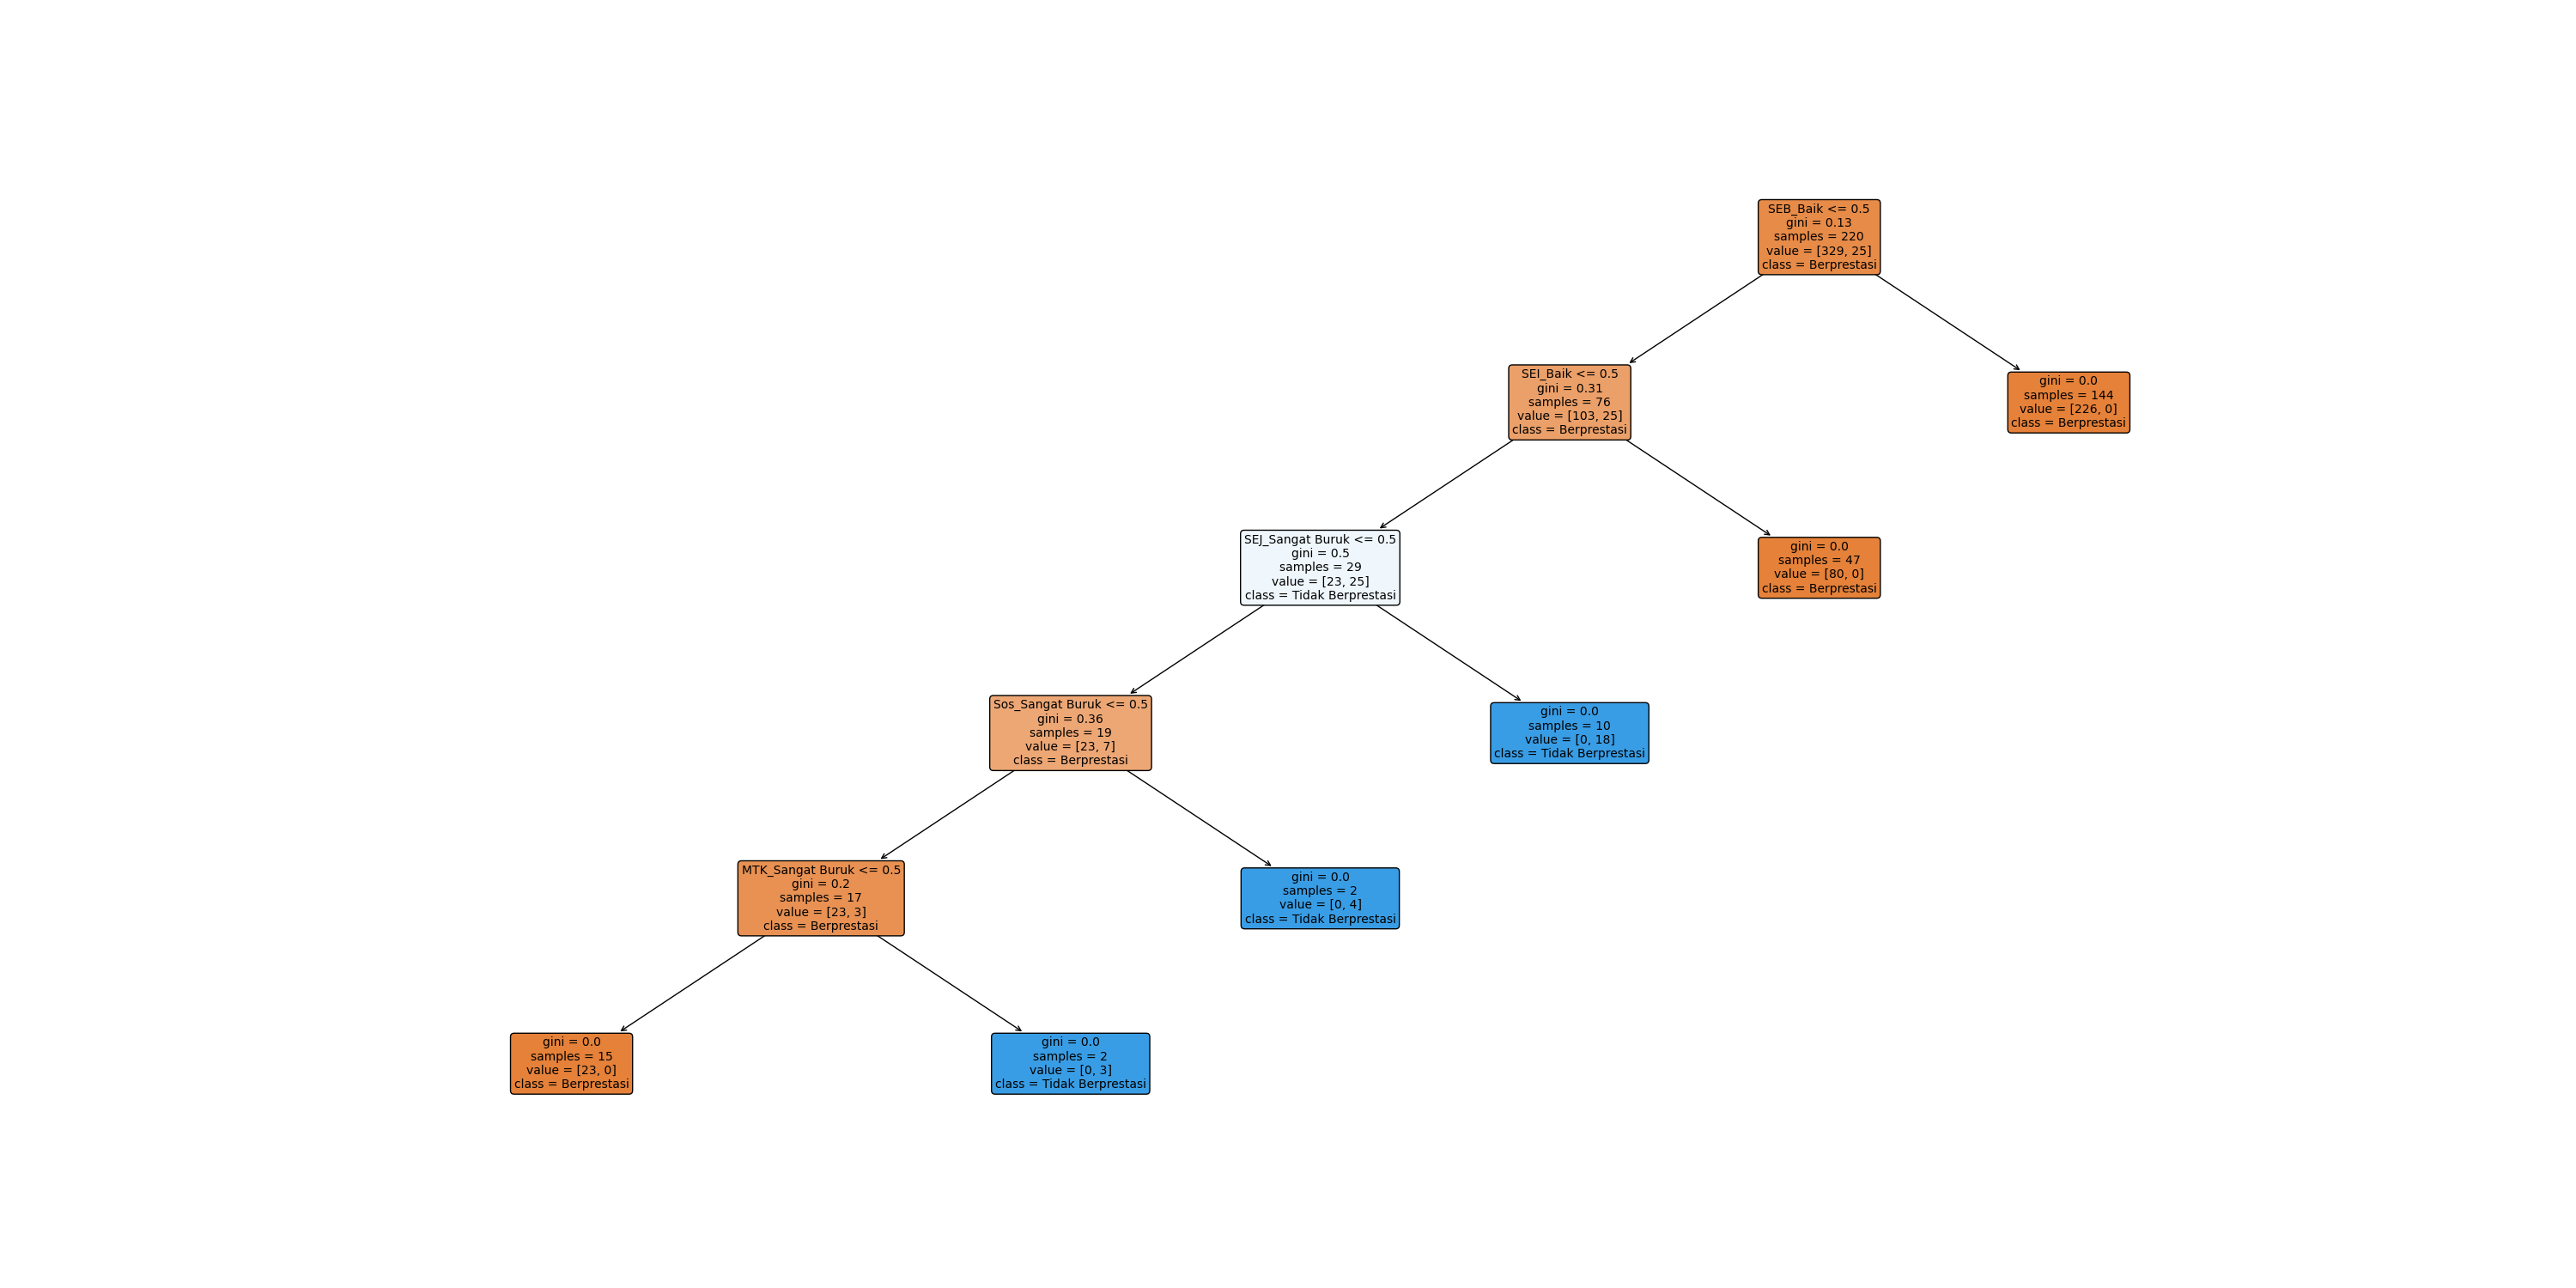 SEB_Baik <= 0.5
gini = 0.13
samples = 220
value = [329, 25]
class = Berprestasi
SEI_Baik <= 0.5
gini = 0.31
samples = 76
value = [103, 25]
class = Berprestasi
gini = 0.0
samples = 144
value = [226, 0]
class = Berprestasi
SEJ_Sangat Buruk <= 0.5
gini = 0.5
samples = 29
value = [23, 25]
class = Tidak Berprestasi
gini = 0.0
samples = 47
value = [80, 0]
class = Berprestasi
Sos_Sangat Buruk <= 0.5
gini = 0.36
samples = 19
value = [23, 7]
class = Berprestasi
gini = 0.0
samples = 10
value = [0, 18]
class = Tidak Berprestasi
MTK_Sangat Buruk <= 0.5
gini = 0.2
samples = 17
value = [23, 3]
class = Berprestasi
gini = 0.0
samples = 2
value = [0, 4]
class = Tidak Berprestasi
gini = 0.0
samples = 15
value = [23, 0]
class = Berprestasi
gini = 0.0
samples = 2
value = [0, 3]
class = Tidak Berprestasi